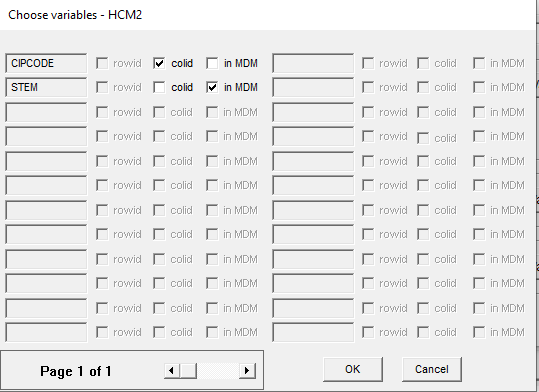 Choose variables - HCM2
CIPCODE rowid colid in MDM rowid colid in MDM
STEM rowid colid in MDM rowid colid in MDM
rowid colid in MDM rowid colid in MDM
rowid colid in MDM rowid colid in MDM
rowid colid in MDM rowid colid in MDM
rowid colid in MDM rowid colid in MDM
rowid colid in MDM rowid colid in MDM
rowid colid in MDM rowid colid in MDM
rowid colid in MDM rowid colid in MDM
rowid colid in MDM rowid colid in MDM
rowid colid in MDM rowid colid in MDM
rowid colid in MDM rowid colid in MDM
Page 1 of 1 OK Cancel